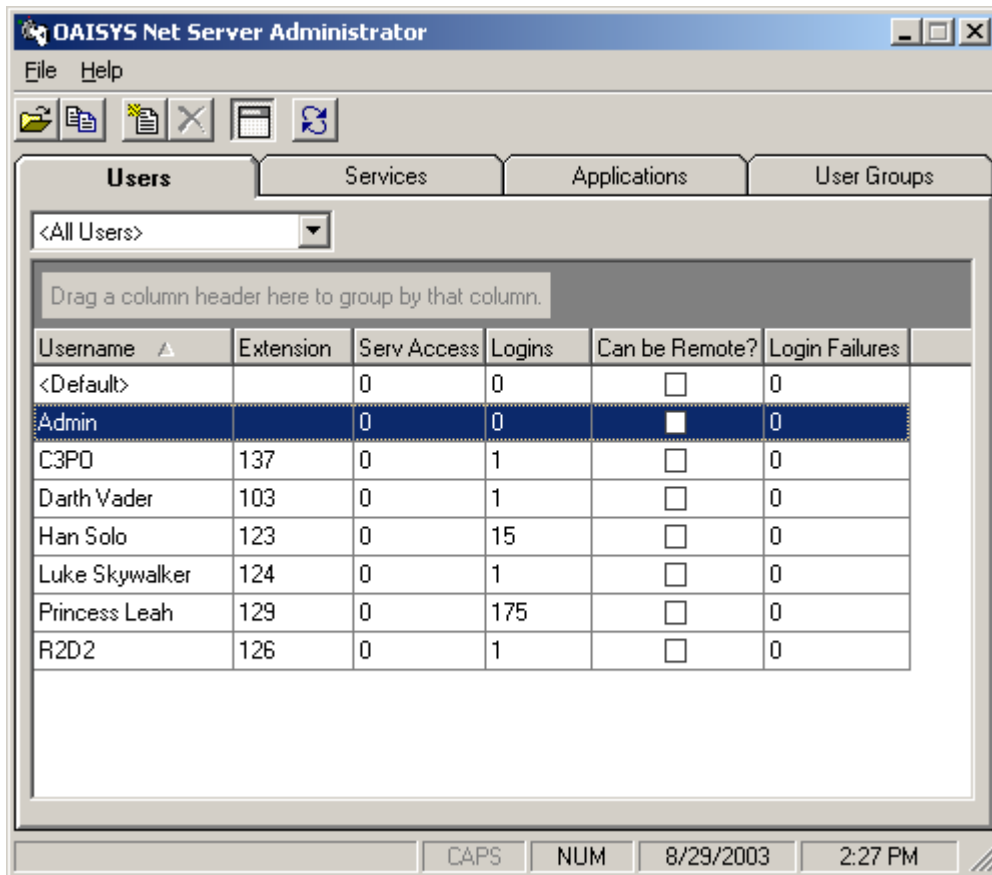 OAISYS Net Server Administrator
File Help
Users Services Applications User Groups
<All Users>
Drag a column header here to group by that column.
Username Extension Serv Access Logins Can be Remote? Login Failures
<Default> 0 0 0
Admin 0 0 0
C3PO 137 0 1 0
Darth Vader 103 0 1 0
Han Solo 123 0 15 0
Luke Skywalker 124 0 1 0
Princess Leah 129 0 175 0
R2D2 126 0 1 0
CAPS NUM 8/29/2003 2:27 PM